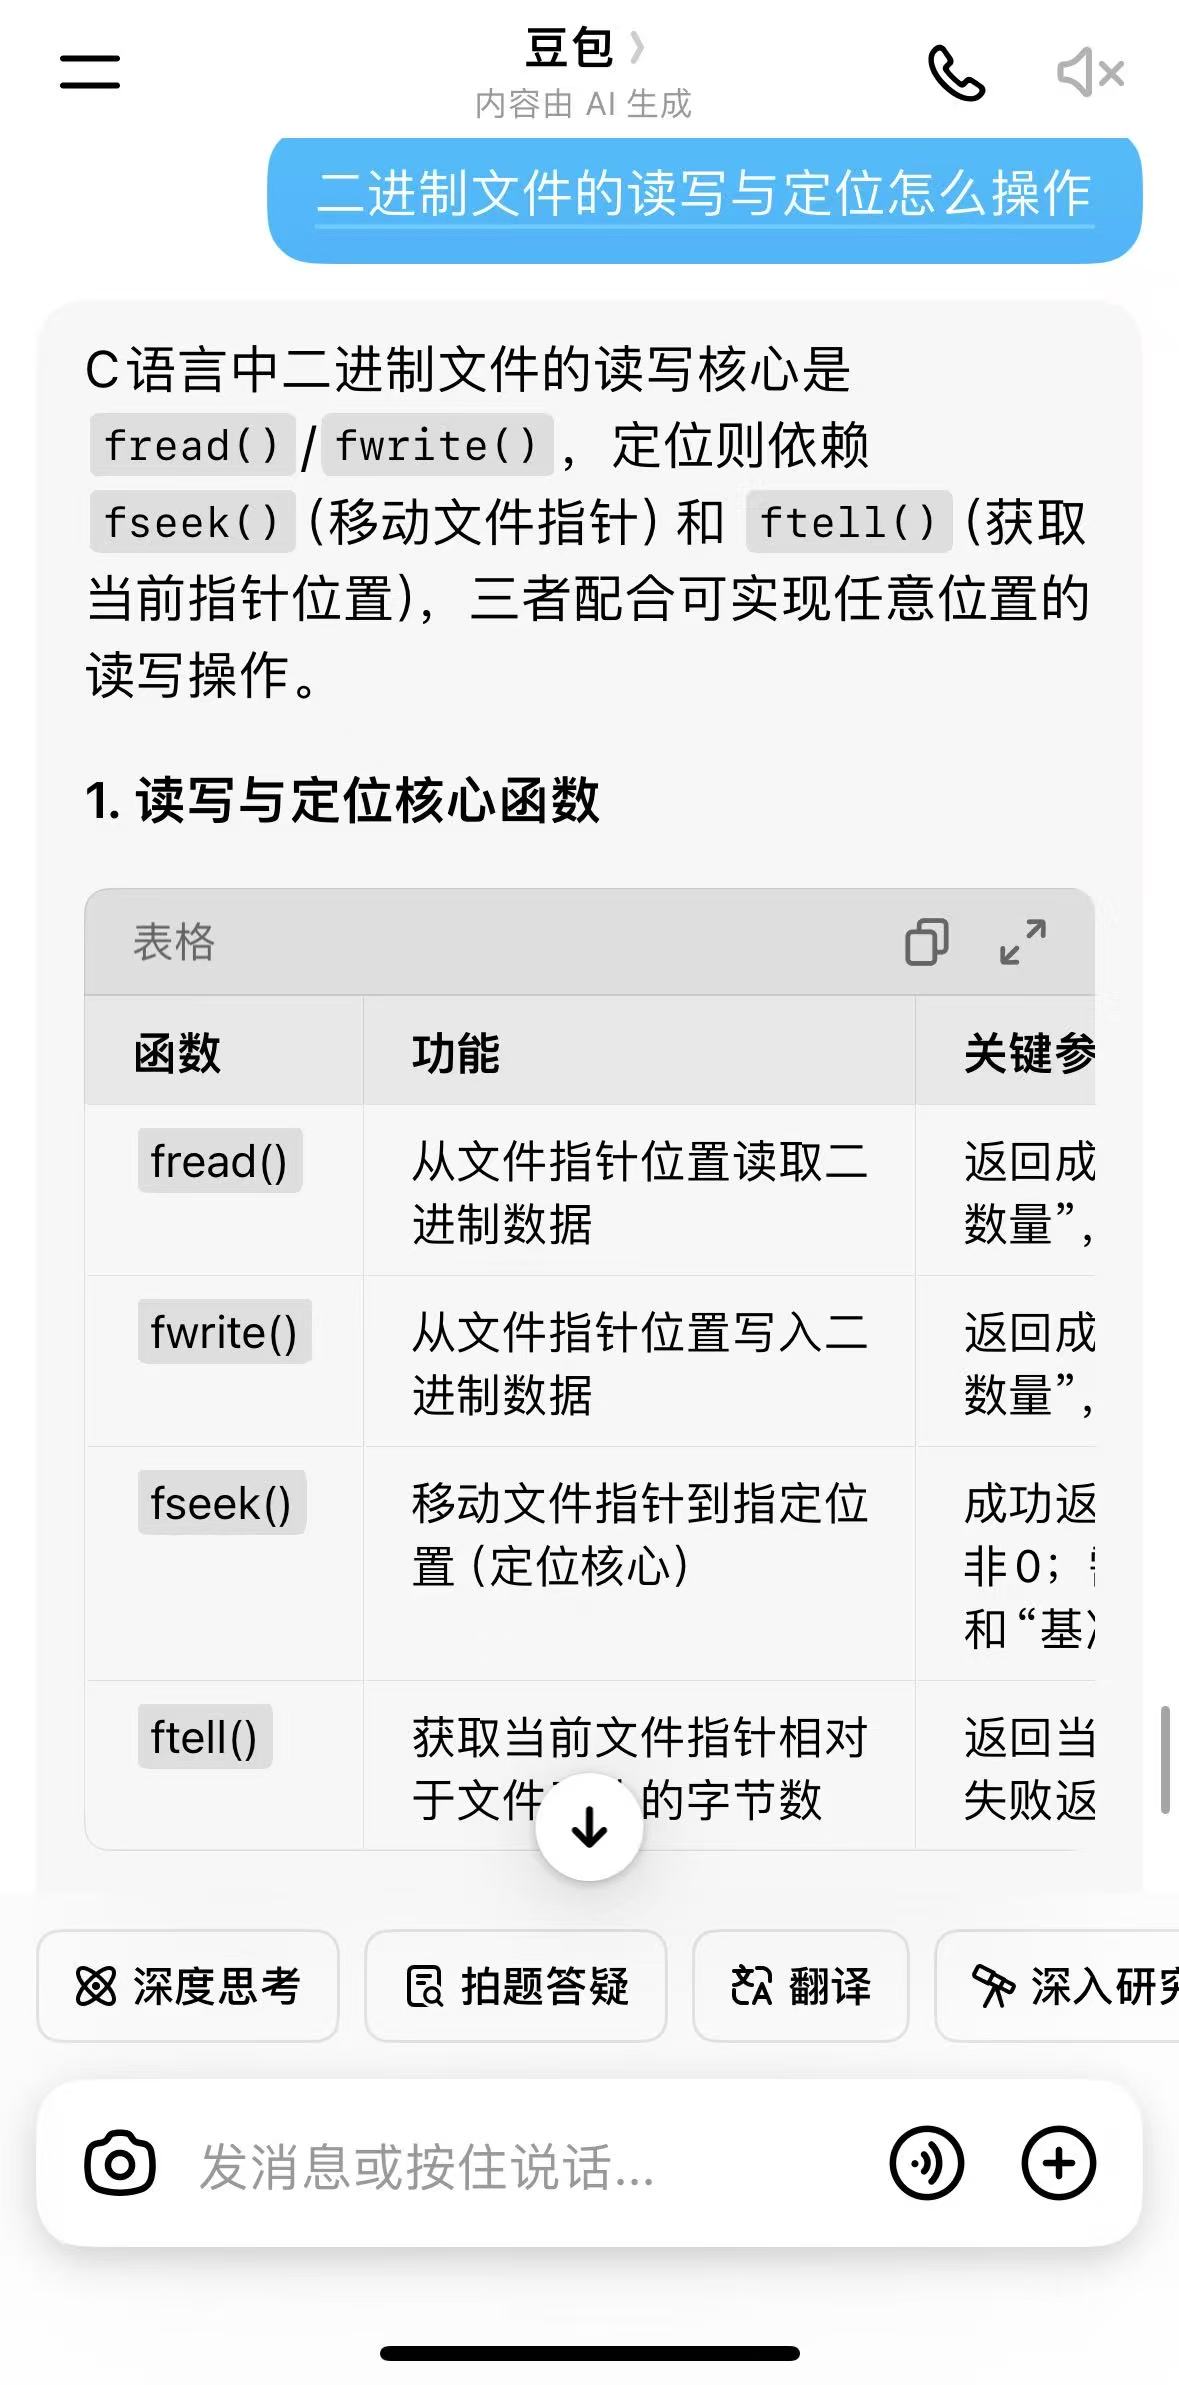 豆包
内容由 AI 生成
二进制文件的读写与定位怎么操作
C语言中二进制文件的读写核心是
fread()/fwrite()，定位则依赖
fseek()(移动文件指针)和 ftell()(获取
当前指针位置)，三者配合可实现任意位置的
读写操作。
1. 读写与定位核心函数
表格
函数 功能 关键参
fread() 从文件指针位置读取二 返回成
进制数据 数量”，
fwrite() 从文件指针位置写入二 返回成
进制数据 数量”，
fseek() 移动文件指针到指定位 成功返
置(定位核心) 非0；
和“基
ftell() 获取当前文件指针相对 返回当
于文件 的字节数 失败返
深度思考 拍题答疑 翻译 深入研究
发消息或按住说话...